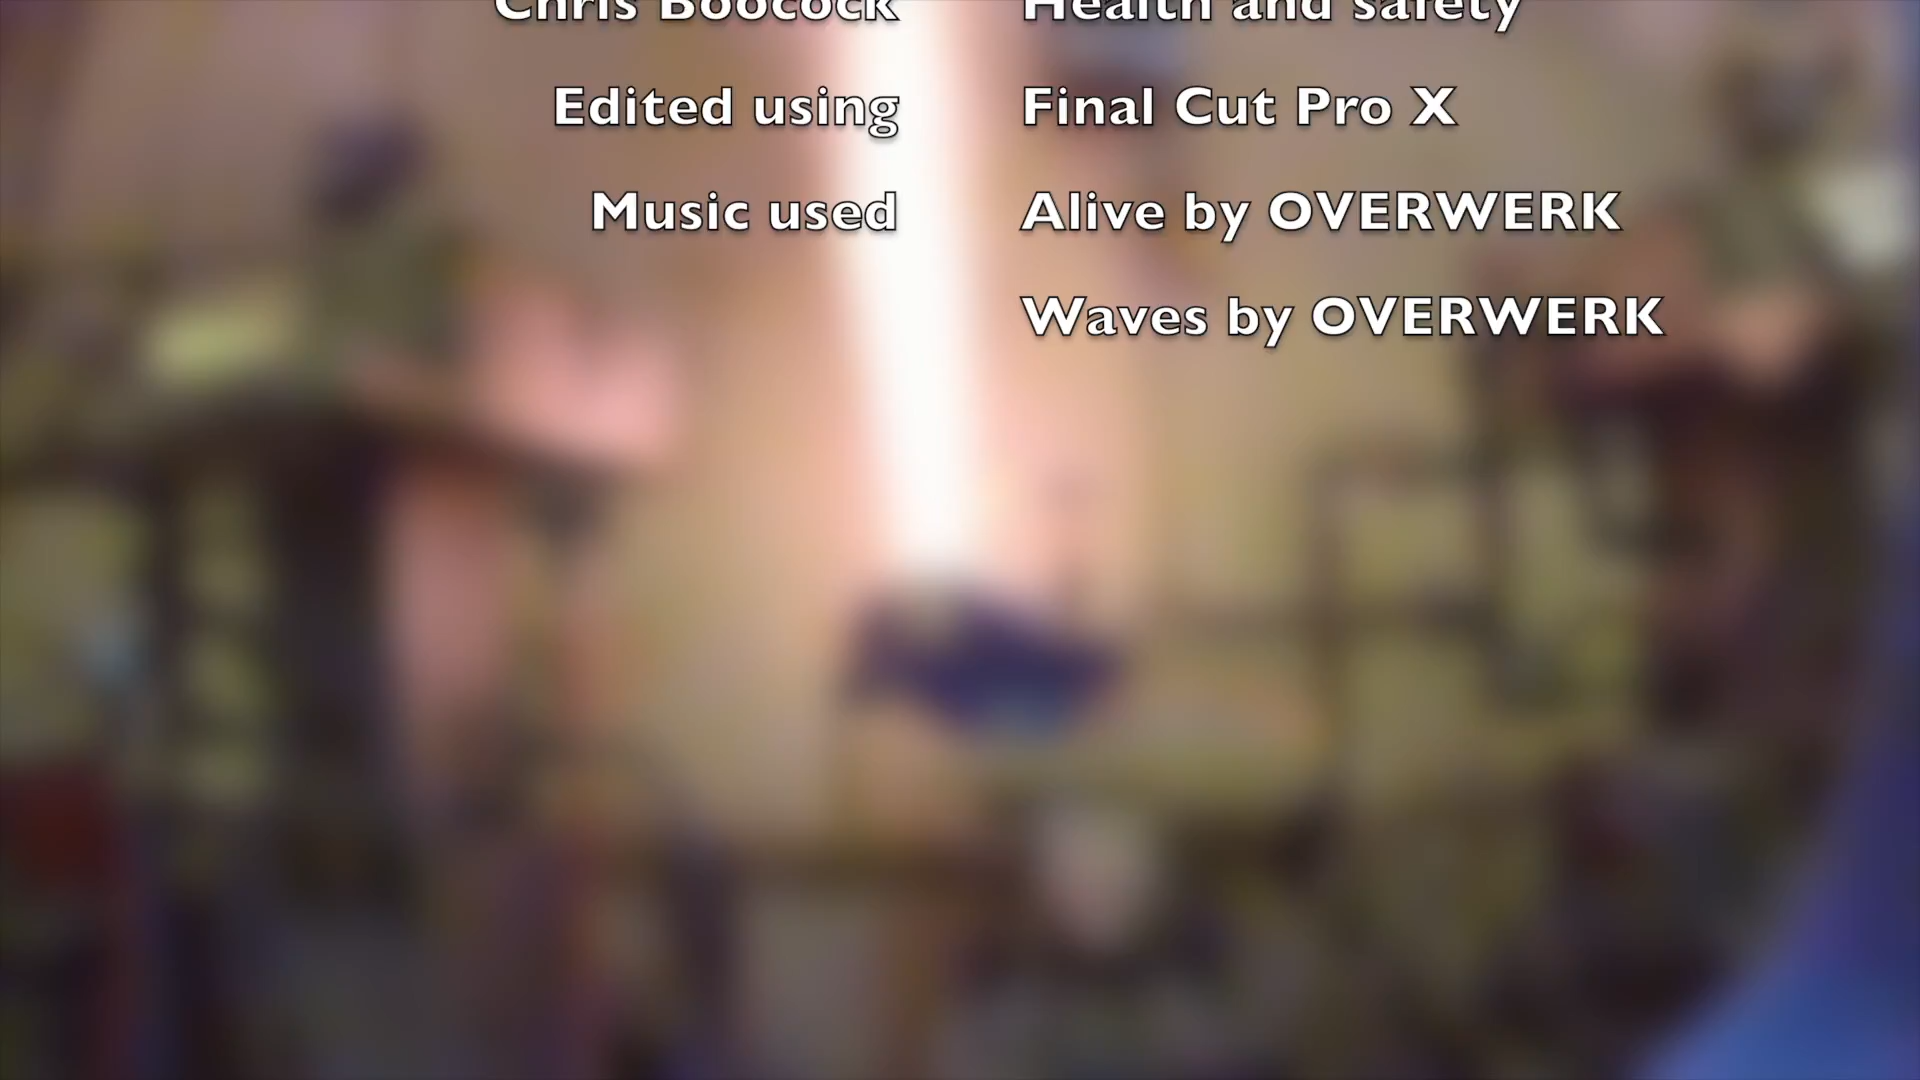 Chris Boocock Health and safety
Edited using Final Cut Pro X
Music used Alive by OVERWERK
Waves by OVERWERK